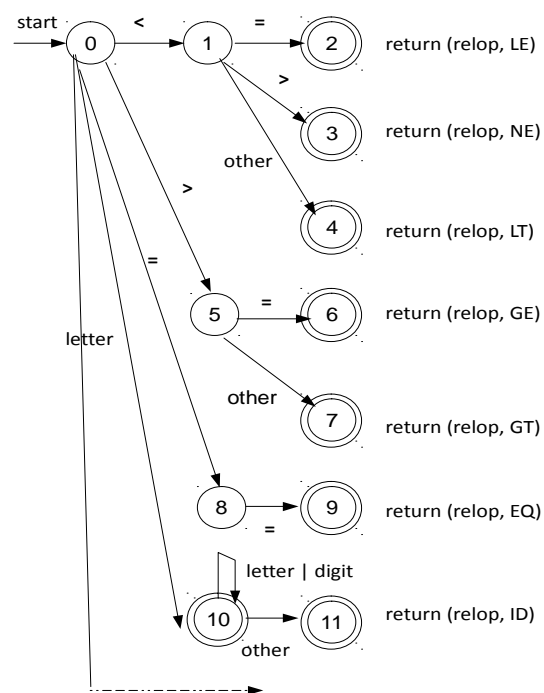 start
0
<
1
=
2
return (relop, LE)
>
3
return (relop, NE)
other
4
return (relop, LT)
>
=
5
=
6
return (relop, GE)
letter
other
7
return (relop, GT)
8
=
9
return (relop, EQ)
letter | digit
10
other
11
return (relop, ID)